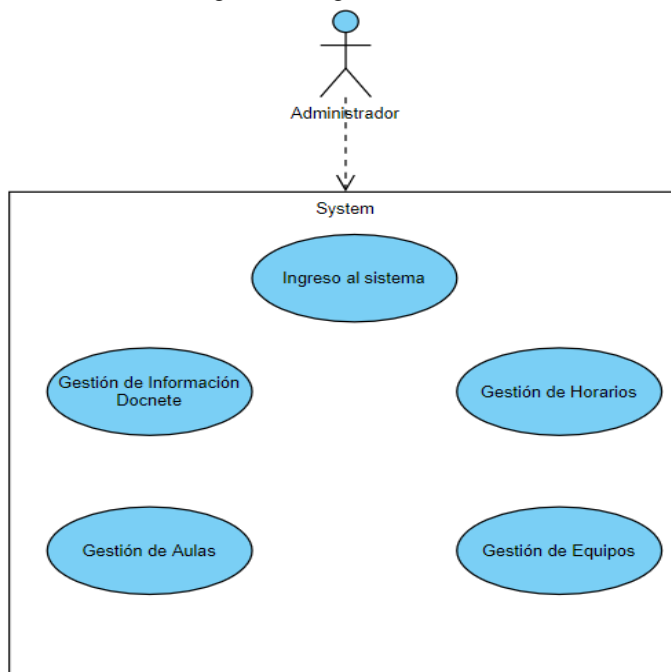 Administrador
System
Ingreso al sistema
Gestión de Información
Docnete
Gestión de Horarios
Gestión de Aulas
Gestión de Equipos